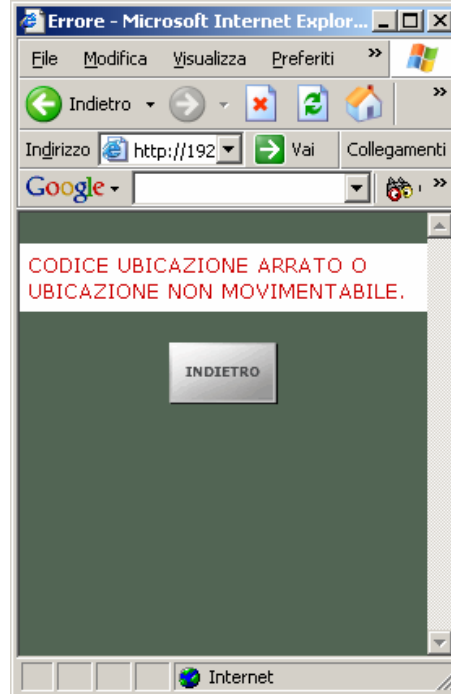 Errore - Microsoft Internet Explor...
File Modifica Visualizza Preferiti »
Indietro »
Indirizzo http://192 Vai Collegamenti
Google »
CODICE UBICAZIONE ARRATO O
UBICAZIONE NON MOVIMENTABILE.
INDIETRO
Internet